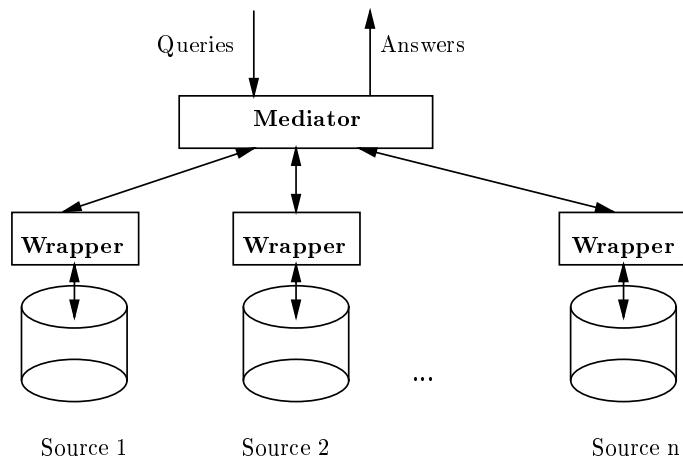 Queries
Answers
Mediator
Wrapper
Wrapper
Wrapper
...
Source 1
Source 2
Source n